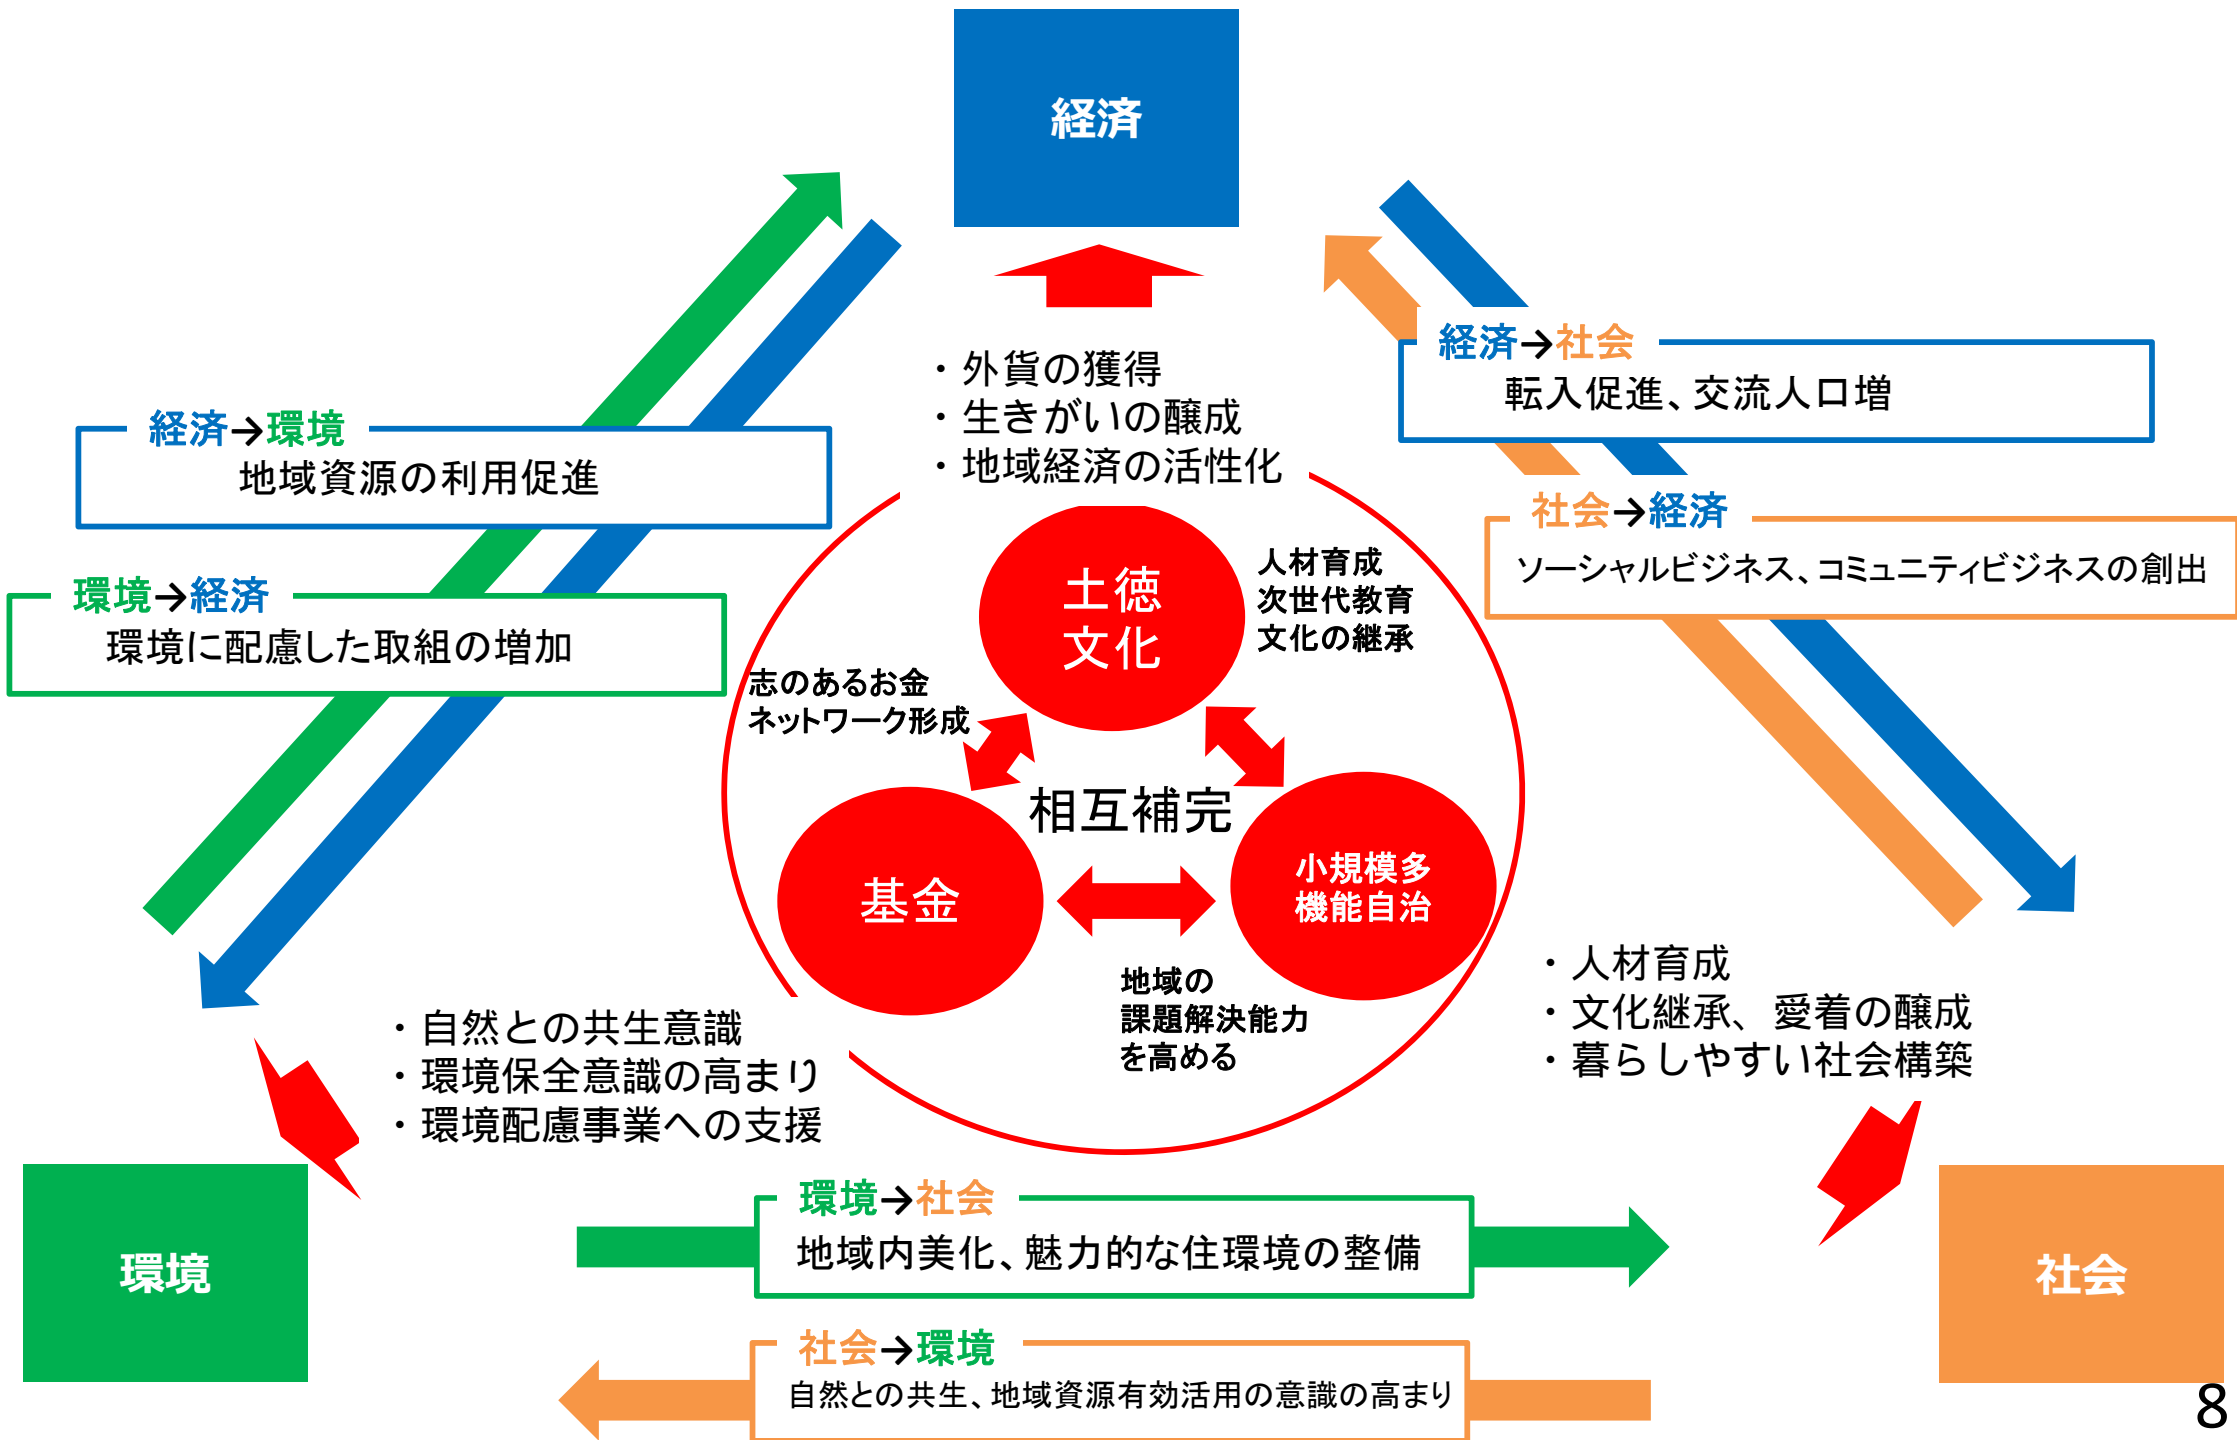 経済
・外貨の獲得
・生きがいの醸成
・地域経済の活性化
経済→社会
転入促進、交流人口増
経済→環境
地域資源の利用促進
社会→経済
ソーシャルビジネス、コミュニティビジネスの創出
環境→経済
環境に配慮した取組の増加
土徳
文化
人材育成
次世代教育
文化の継承
志のあるお金
ネットワーク形成
相互補完
基金
小規模多
機能自治
地域の
課題解決能力
を高める
・自然との共生意識
・環境保全意識の高まり
・環境配慮事業への支援
・人材育成
・文化継承、愛着の醸成
・暮らしやすい社会構築
環境
環境→社会
地域内美化、魅力的な住環境の整備
社会
社会→環境
自然との共生、地域資源有効活用の意識の高まり
8